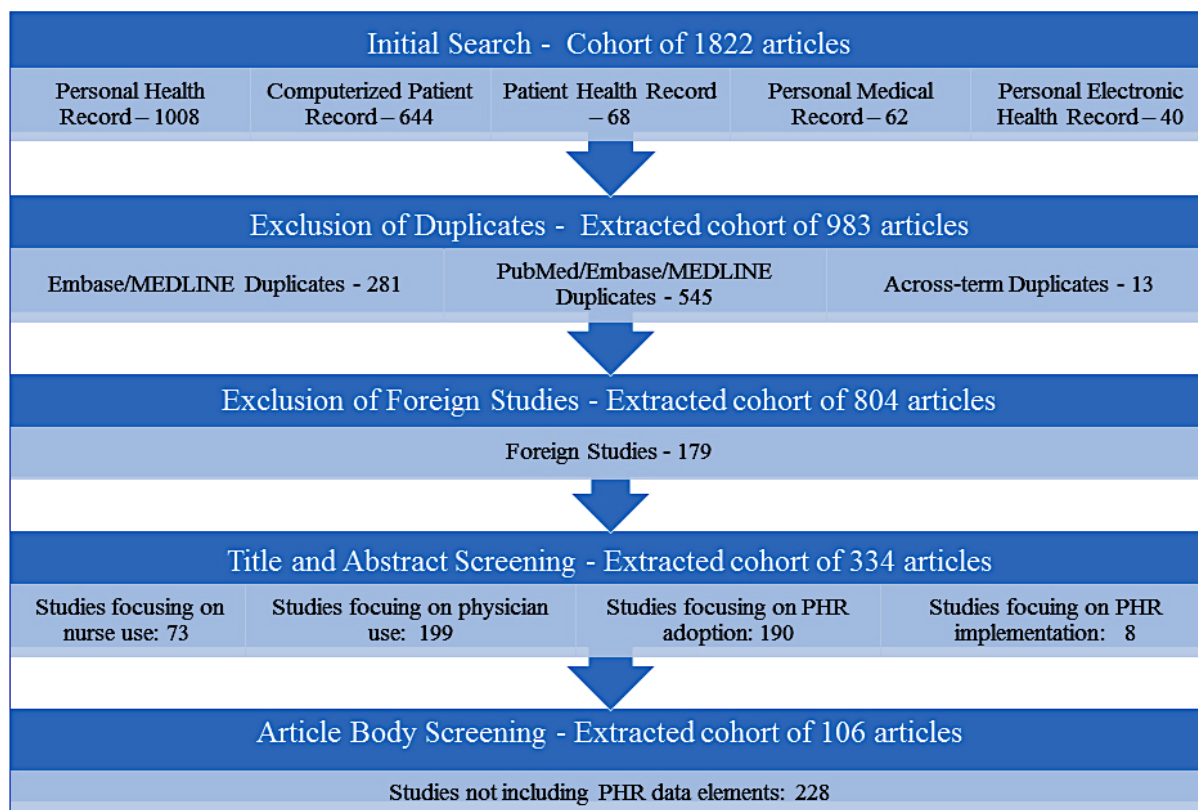 Initial Search - Cohort of 1822 articles
Personal Health
Record – 1008
Computerized Patient
Record – 644
Patient Health Record
– 68
Personal Medical
Record – 62
Personal Electronic
Health Record – 40
Exclusion of Duplicates - Extracted cohort of 983 articles
Embase/MEDLINE Duplicates - 281
PubMed/Embase/MEDLINE
Duplicates - 545
Across-term Duplicates - 13
Exclusion of Foreign Studies - Extracted cohort of 804 articles
Foreign Studies - 179
Title and Abstract Screening - Extracted cohort of 334 articles
Studies focusing on
nurse use: 73
Studies focuing on physician
use: 199
Studies focusing on PHR
adoption: 190
Studies focuing on PHR
implementation: 8
Article Body Screening - Extracted cohort of 106 articles
Studies not including PHR data elements: 228